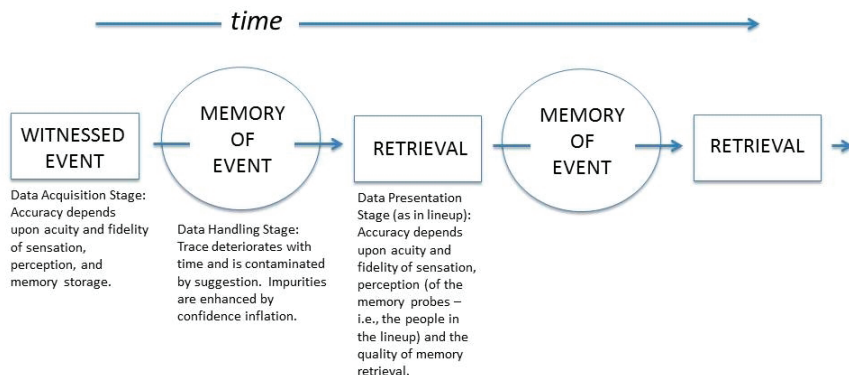 time
WITNESSED
EVENT
MEMORY
OF
EVENT
RETRIEVAL
MEMORY
OF
EVENT
RETRIEVAL
Data Acquisition Stage:
Accuracy depends
upon acuity and fidelity
of sensation,
perception, and
memory storage.
Data Handling Stage:
Trace deteriorates with
time and is contaminated
by suggestion. Impurities
are enhanced by
confidence inflation.
Data Presentation
Stage (as in lineup):
Accuracy depends
upon acuity and
fidelity of sensation,
perception (of the
memory probes –
i.e., the people in
the lineup) and the
quality of memory
retrieval.